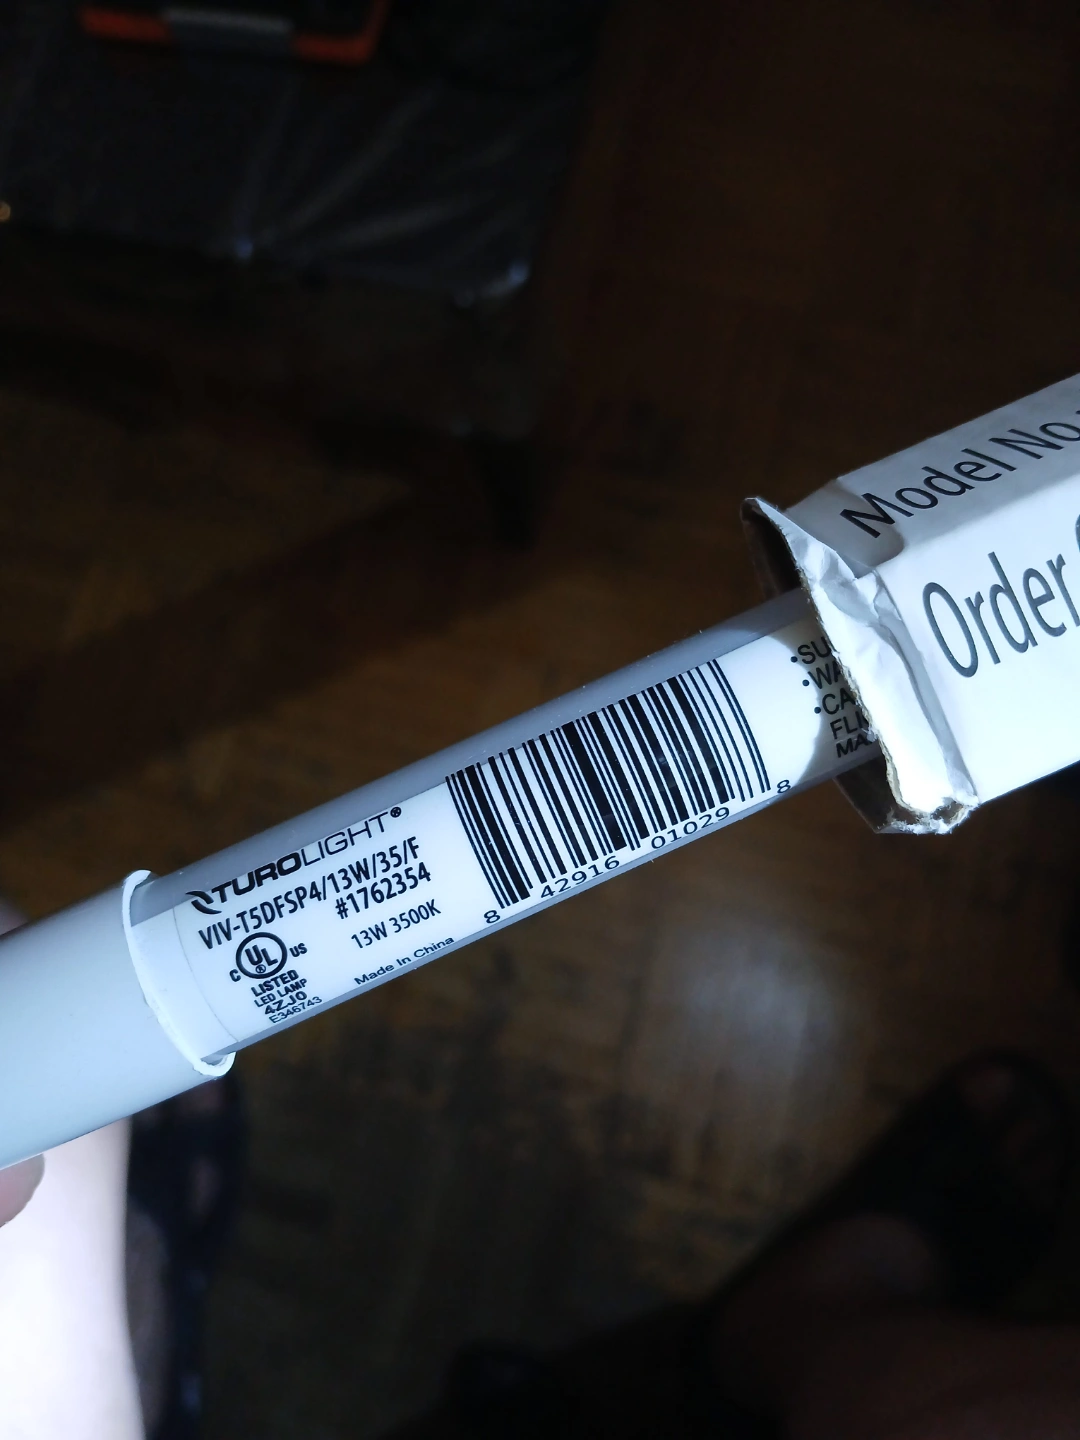 Model No.
Order
TUROLIGHT®
VIV-T5DFSP4/13W/35/F
#1762354
13W 3500K
Made In China
C UL® US
LISTED
LED LAMP
4ZJ0
E346743
8 42916 01029 8